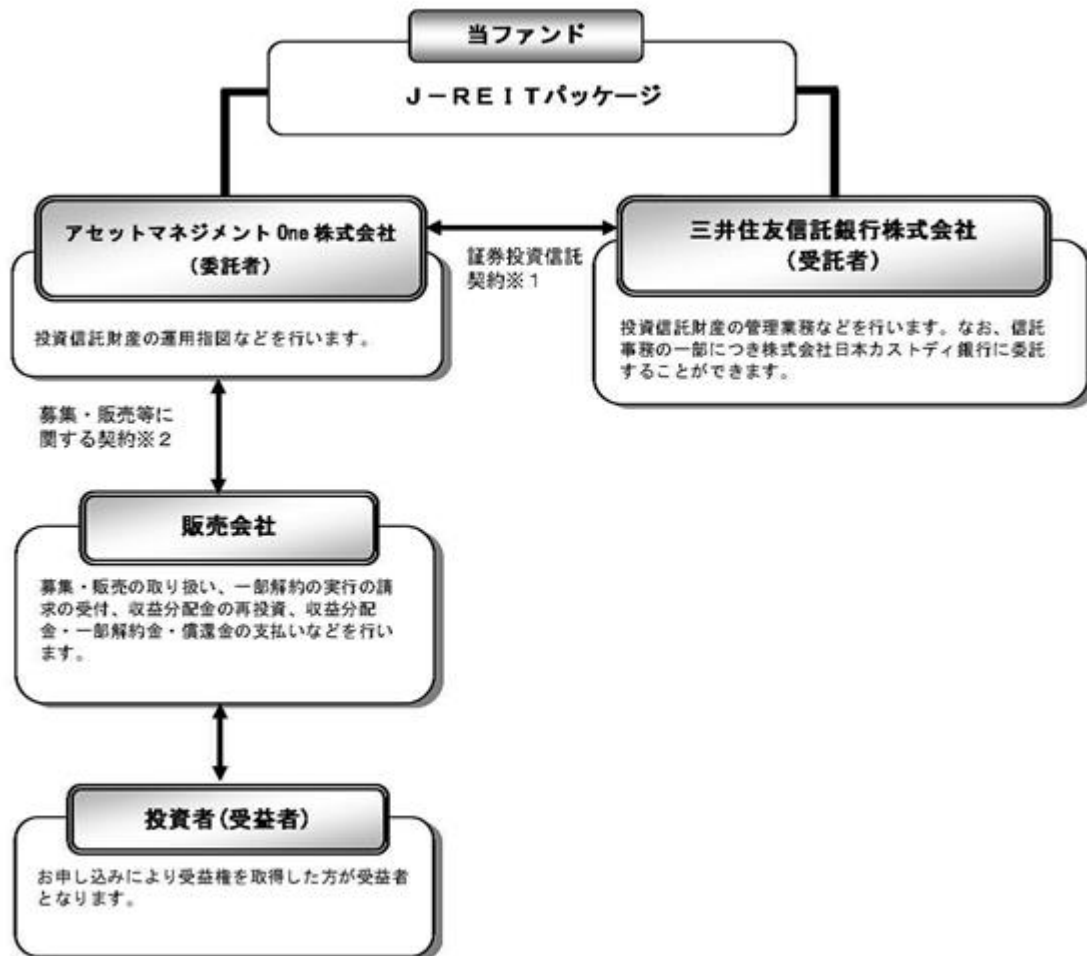 当ファンド
J－REITパッケージ
アセットマネジメント One 株式会社
(委託者)
投資信託財産の運用指図などを行います。
証券投資信託
契約※1
三井住友信託銀行株式会社
(受託者)
投資信託財産の管理業務などを行います。なお、信託
事務の一部につき株式会社日本カストディ銀行に委託
することができます。
募集・販売等に
関する契約※2
販売会社
募集・販売の取り扱い、一部解約の実行の請
求の受付、収益分配金の再投資、収益分配
金・一部解約金・償還金の支払いなどを行い
ます。
投資者(受益者)
お申し込みにより受益権を取得した方が受益者
となります。